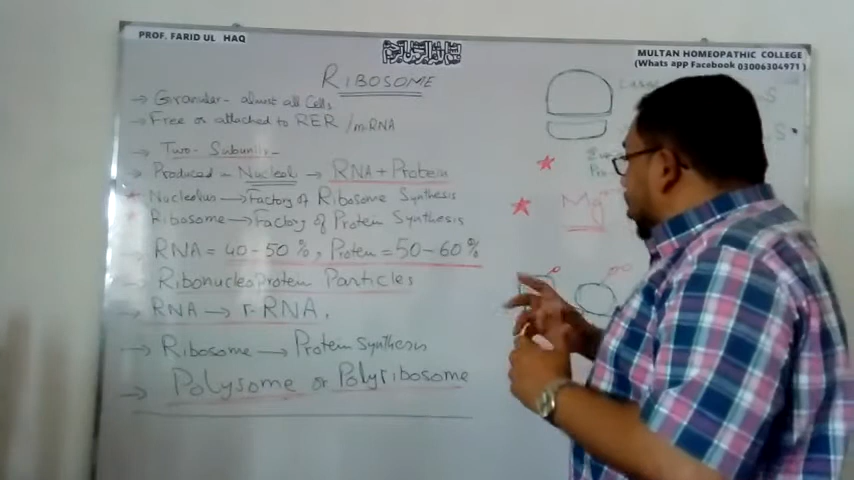 PROF. FARID UL HAQ
MULTAN HOMEOPATHIC COLLEGE
(Whats app Facebook 03006304971)
RIBOSOME
→ Granular - almost all Cells
→ Free or attached to RER / mRNA
→ Two-Subunits-
→ Produced in Nucleoli → RNA + Protein
Nucleolus → Factory of Ribosome Synthesis
Ribosome → Factory of Protein Synthesis
→ RNA = 40-50%, Protein = 50-60%
→ RibonucleoProtein Particles
→ RNA → r-RNA.
→ Ribosome → Protein Synthesis
→ Polysome or Polyribosome
Mg
S
S